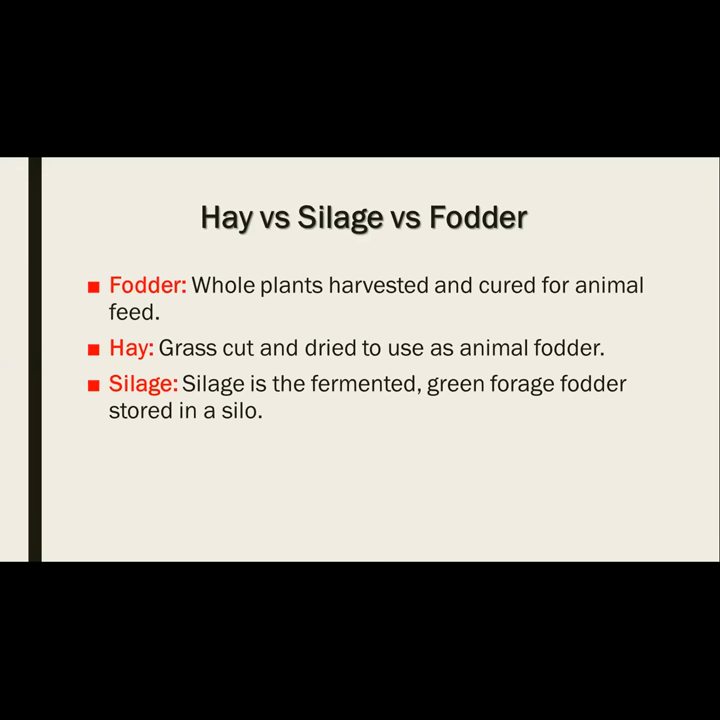 Hay vs Silage vs Fodder
Fodder: Whole plants harvested and cured for animal
feed.
Hay: Grass cut and dried to use as animal fodder.
Silage: Silage is the fermented, green forage fodder
stored in a silo.